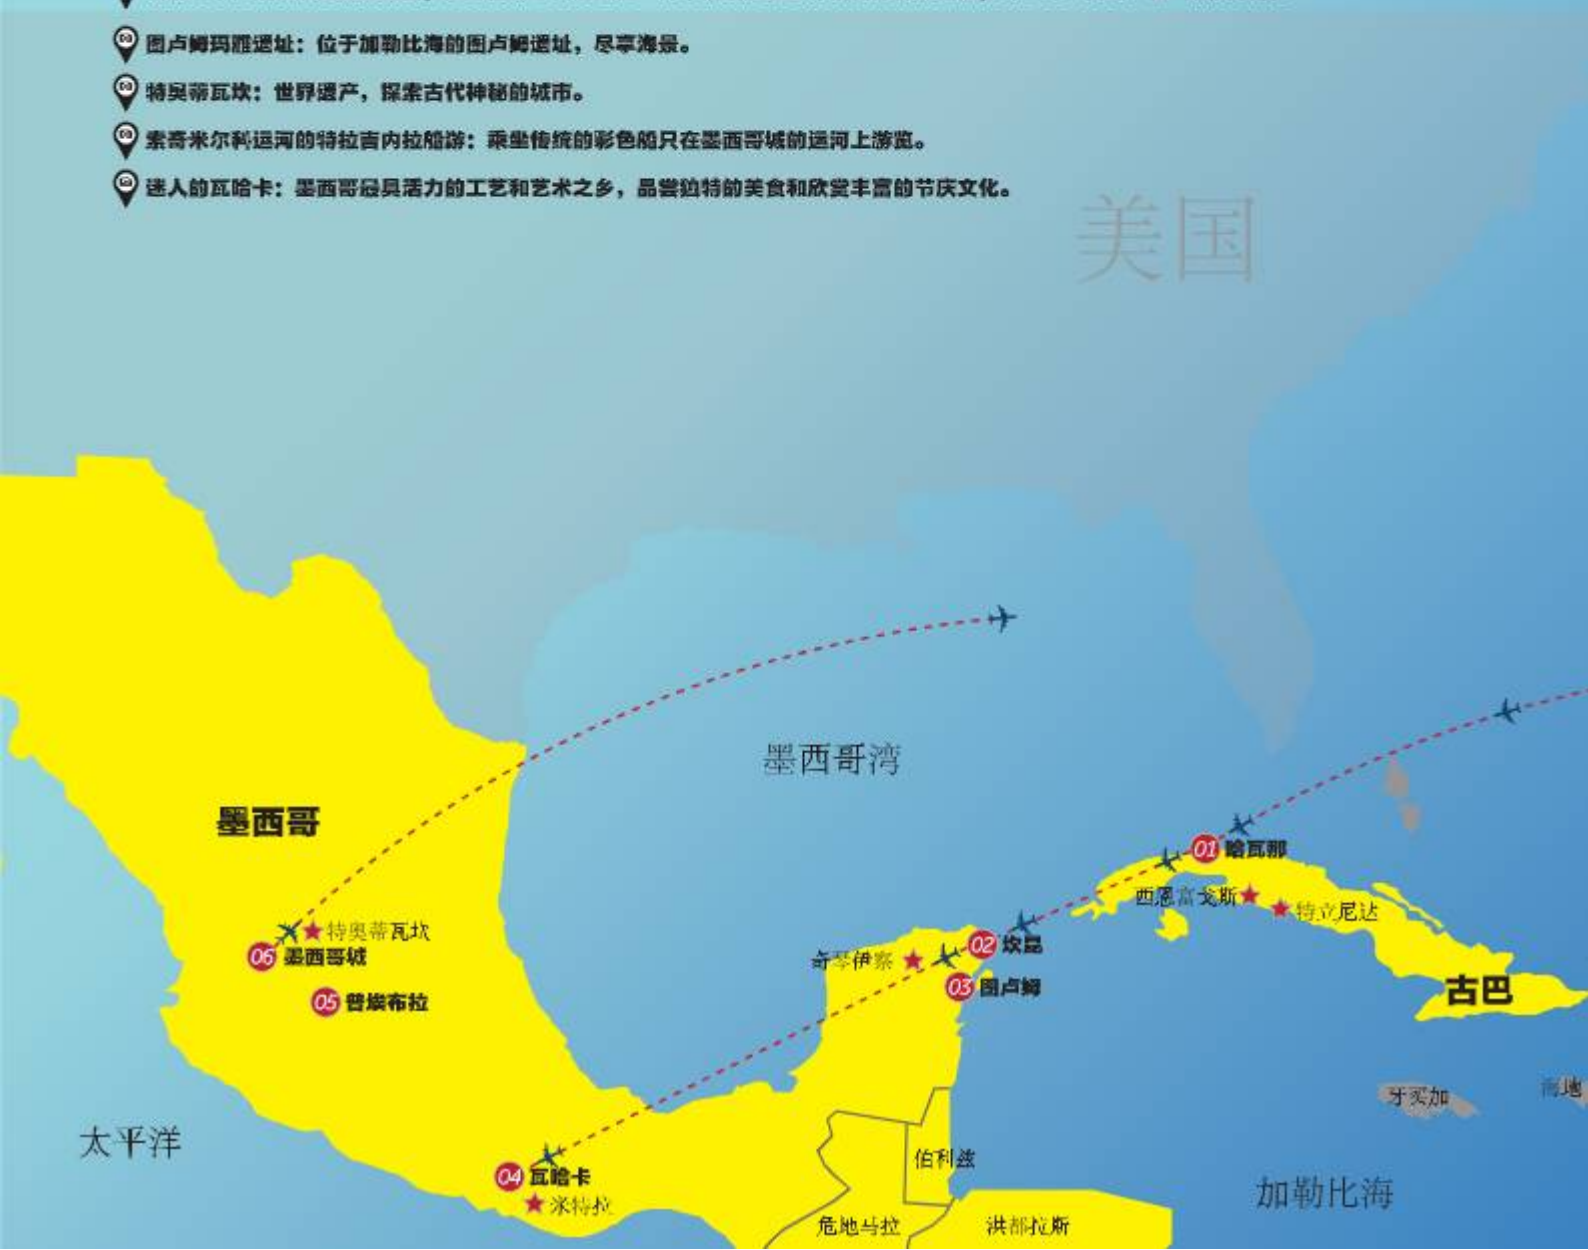 图卢姆玛雅遗址：位于加勒比海的图卢姆遗址，尽享海景。
特奥蒂瓦坎：世界遗产，探索古代神秘的城市。
索奇米尔科运河的特拉吉内拉船游：乘坐传统的彩色船只在墨西哥城的运河上游览。
迷人的瓦哈卡：墨西哥最具活力的工艺和艺术之乡，品尝独特的美食和欣赏丰富的节庆文化。
美国
墨西哥湾
墨西哥
01 哈瓦那
西恩富戈斯
特立尼达
特奥蒂瓦坎
06 墨西哥城
02 坎昆
奇琴伊察
03 图卢姆
05 普埃布拉
古巴
牙买加
海地
太平洋
04 瓦哈卡
米特拉
伯利兹
加勒比海
危地马拉
洪都拉斯